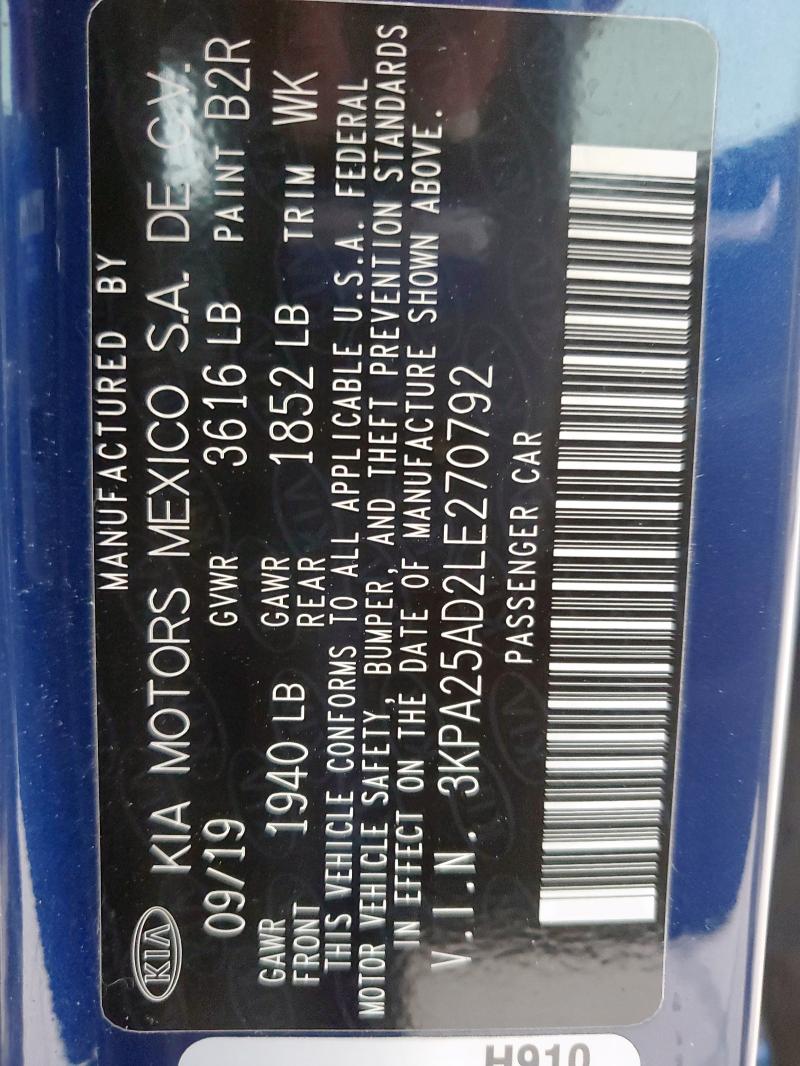 MANUFACTURED BY
KIA KIA MOTORS MEXICO S.A. DE C.V.
09/19 GVWR 3616 LB PAINT B2R
GAWR FRONT 1940 LB GAWR REAR 1852 LB TRIM WK
THIS VEHICLE CONFORMS TO ALL APPLICABLE U.S.A. FEDERAL
MOTOR VEHICLE SAFETY, BUMPER, AND THEFT PREVENTION STANDARDS
IN EFFECT ON THE DATE OF MANUFACTURE SHOWN ABOVE.
V.I.N. 3KPA25AD2LE270792
PASSENGER CAR
H910